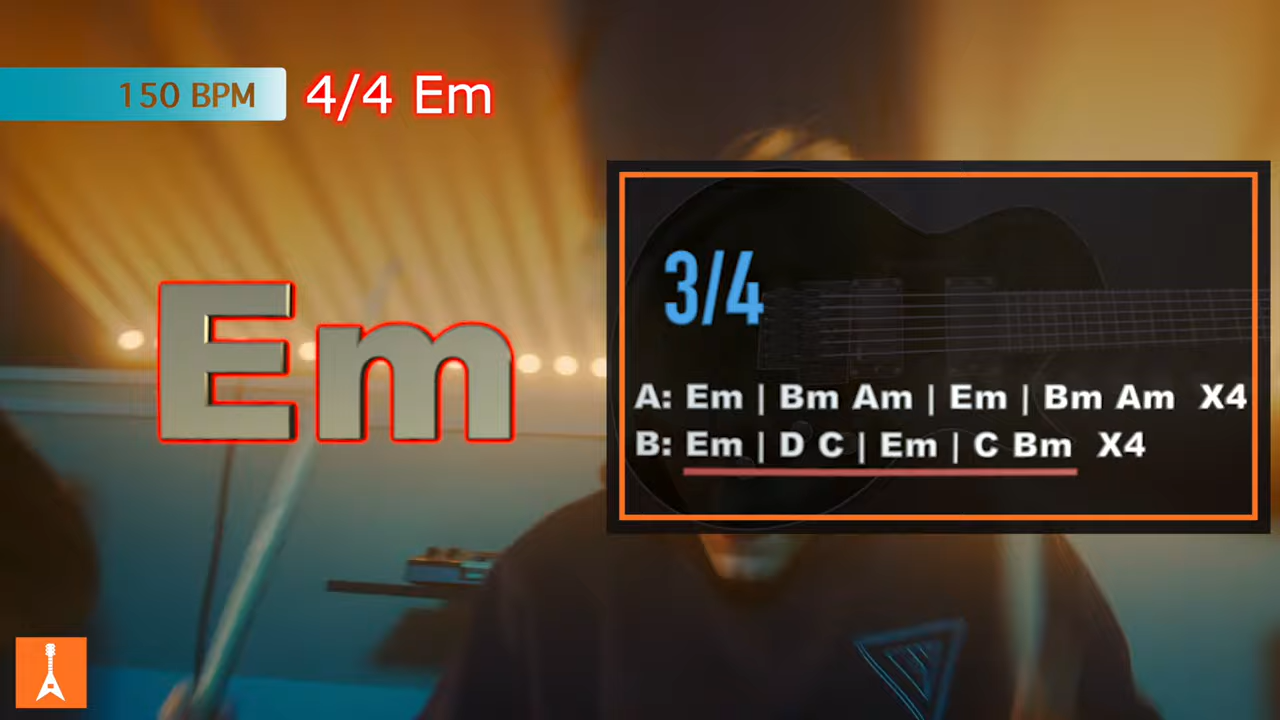 150 BPM 4/4 Em
Em
3/4
A: Em | Bm Am | Em | Bm Am X4
B: Em | D C | Em | C Bm X4